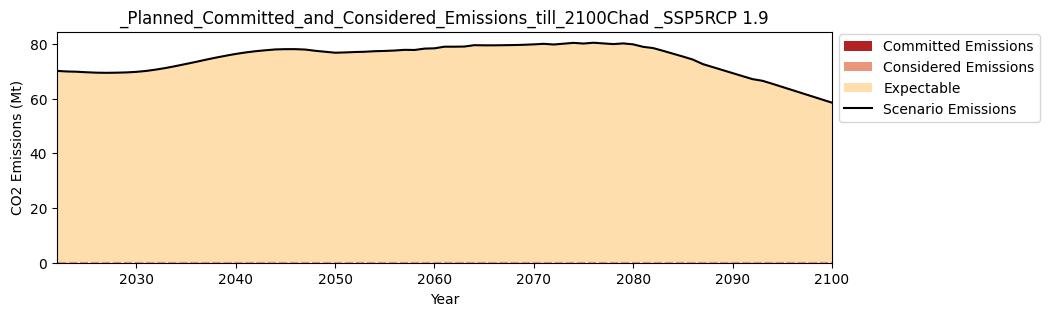 _Planned_Committed_and_Considered_Emissions_till_2100Chad _SSP5RCP 1.9
CO2 Emissions (Mt)
80
60
40
20
0
2030 2040 2050 2060 2070 2080 2090 2100
Year
Committed Emissions
Considered Emissions
Expectable
Scenario Emissions